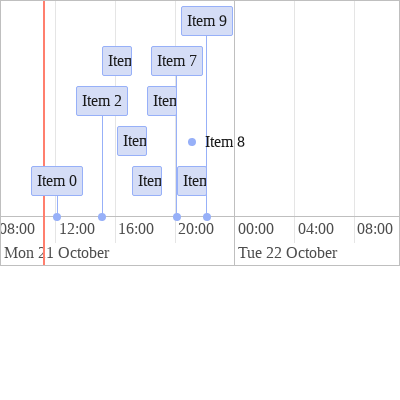 Item 9
Item Item 7
Item 2 Item
Item Item 8
Item 0 Item Item
08:00 12:00 16:00 20:00 00:00 04:00 08:00
Mon 21 October Tue 22 October